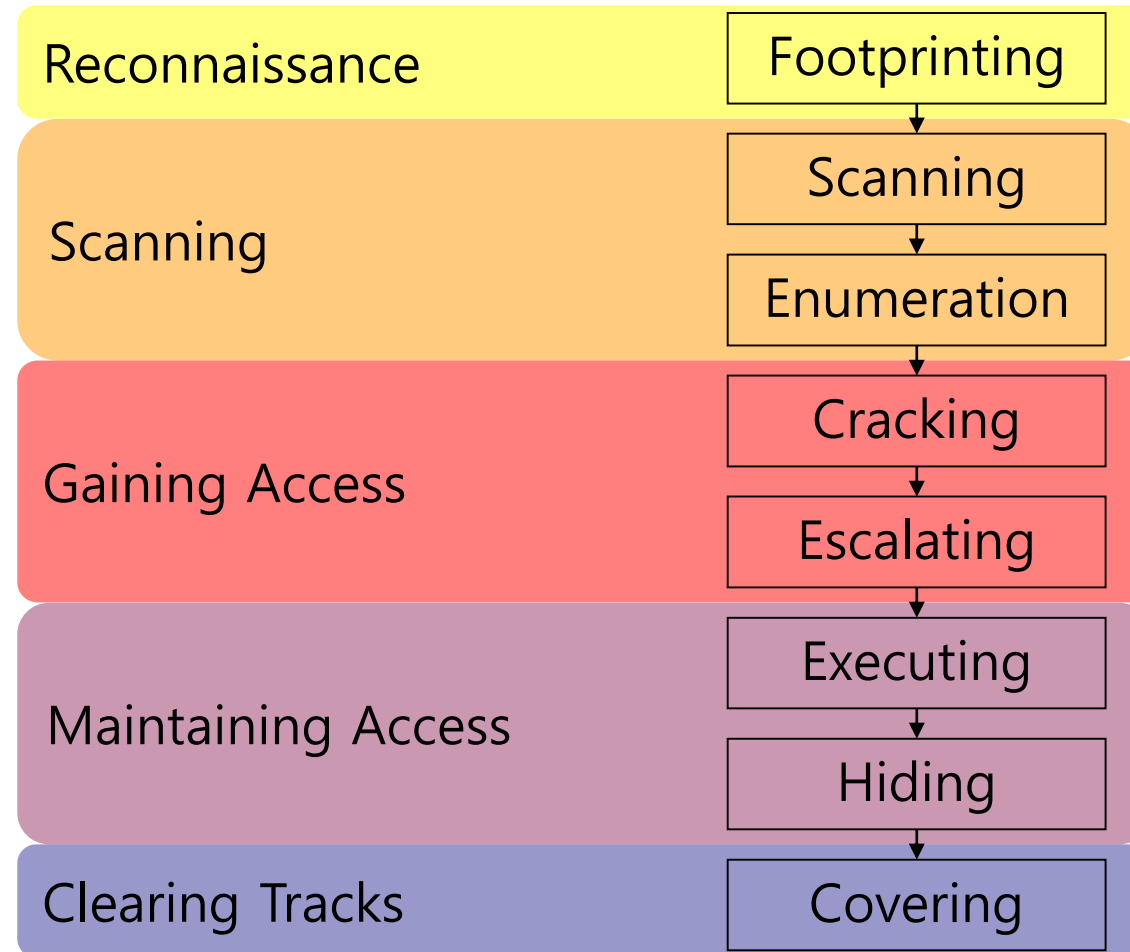 Reconnaissance
Footprinting
Scanning
Scanning
Enumeration
Gaining Access
Cracking
Escalating
Maintaining Access
Executing
Hiding
Clearing Tracks
Covering